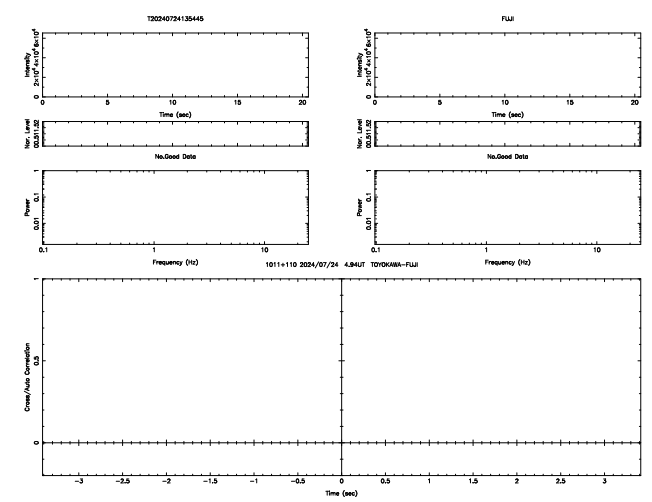 T20240724135445 FUJI
Intensity 0 2×10⁴ 4×10⁴ 6×10⁴ Intensity 0 2×10⁴ 4×10⁴ 6×10⁴
0 5 10 15 20 0 5 10 15 20
Time (sec) Time (sec)
Nor. Level 00.511.52 Nor. Level 00.511.52
No.Good Data No.Good Data
Power 0.01 0.1 1 Power 0.01 0.1 1
0.1 1 10 0.1 1 10
Frequency (Hz) Frequency (Hz)
1011+110 2024/07/24 4.94UT TOYOKAWA-FUJI
Cross/Auto Correlation 0 0.5 1
-3 -2.5 -2 -1.5 -1 -0.5 0 0.5 1 1.5 2 2.5 3
Time (sec)